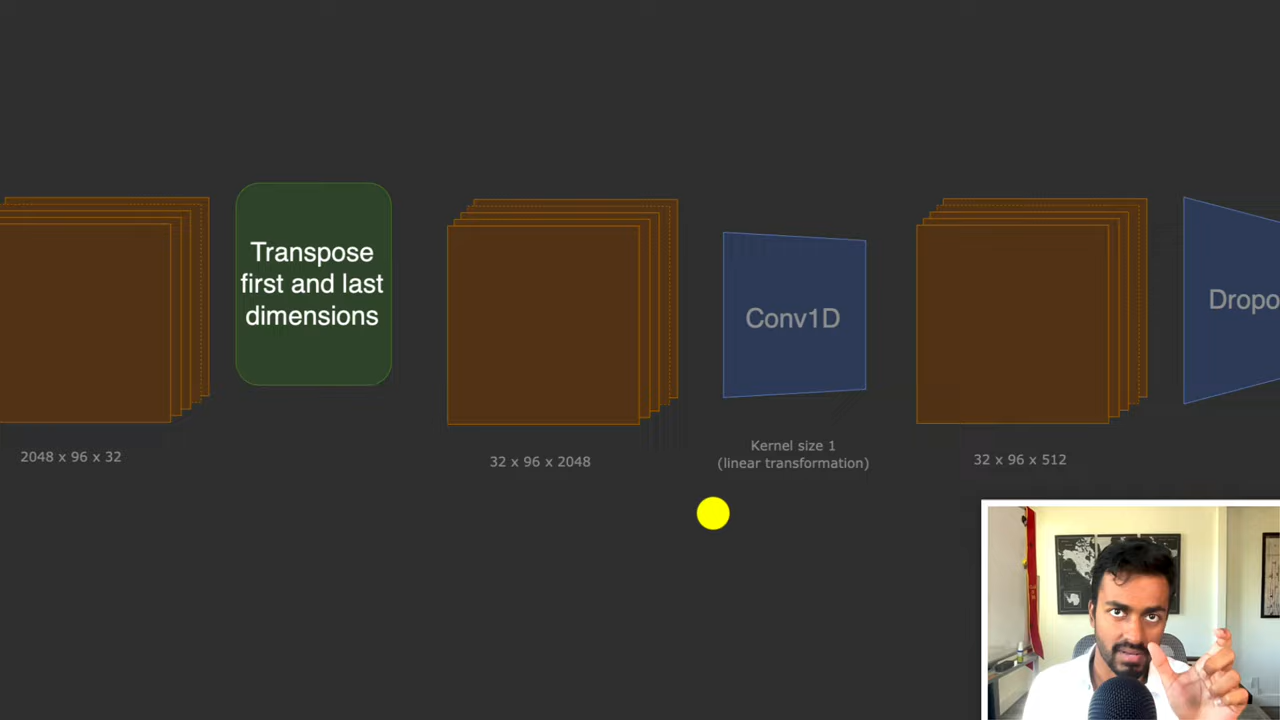 Transpose
first and last
dimensions
Conv1D
Dropo
2048 x 96 x 32
32 x 96 x 2048
Kernel size 1
(linear transformation)
32 x 96 x 512